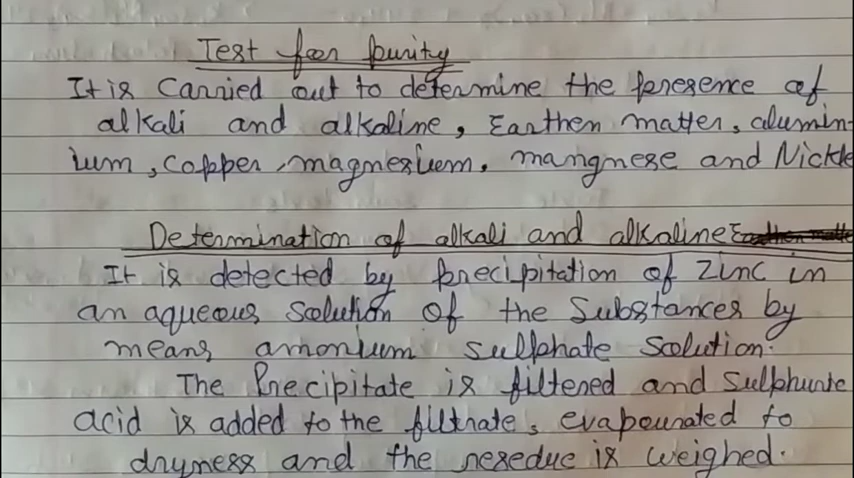 Test for purity
It is carried out to determine the presence of
alkali and alkaline, Earthen matter, alumin-
ium, copper, magnesium, mangnese and Nickle
Determination of alkali and alkaline
It is detected by precipitation of Zinc in
an aqueous solution of the Substances by
means amonium sulphate solution.
The Precipitate is filtered and Sulphuric
acid is added to the filtrate, evapourated to
dryness and the resedue is weighed.